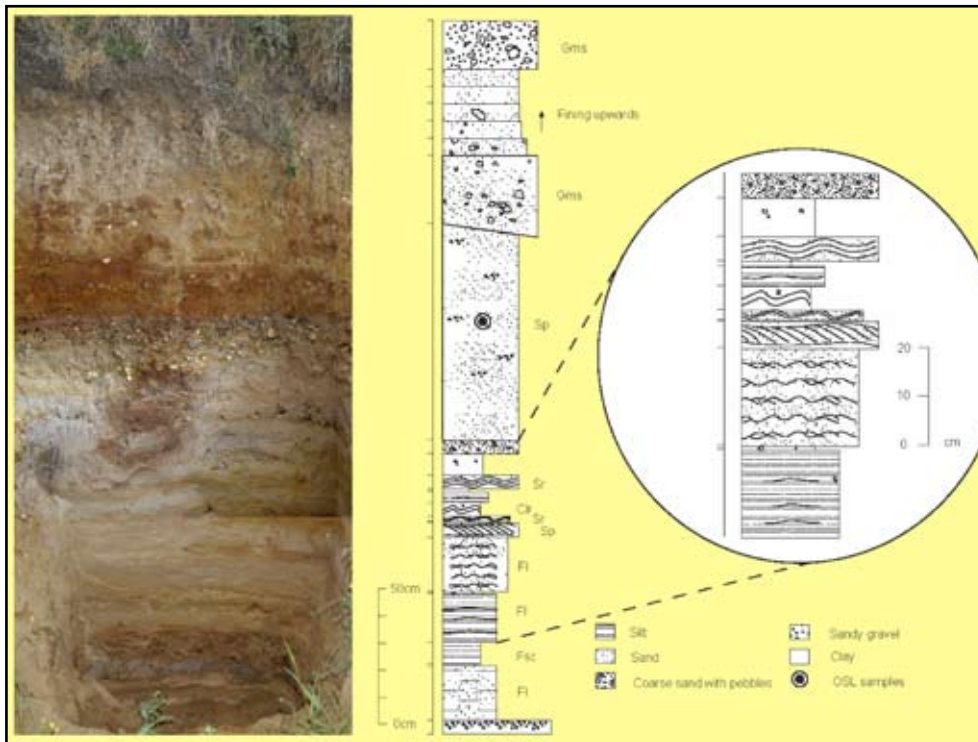 Gms
Fining upwards
Gms
Sp
Sr
Sr
Sp
Fl
Fl
Fsc
Fl
50cm
0cm
20
10
0
cm
Silt
Sand
Coarse sand with pebbles
Sandy gravel
Clay
OSL samples